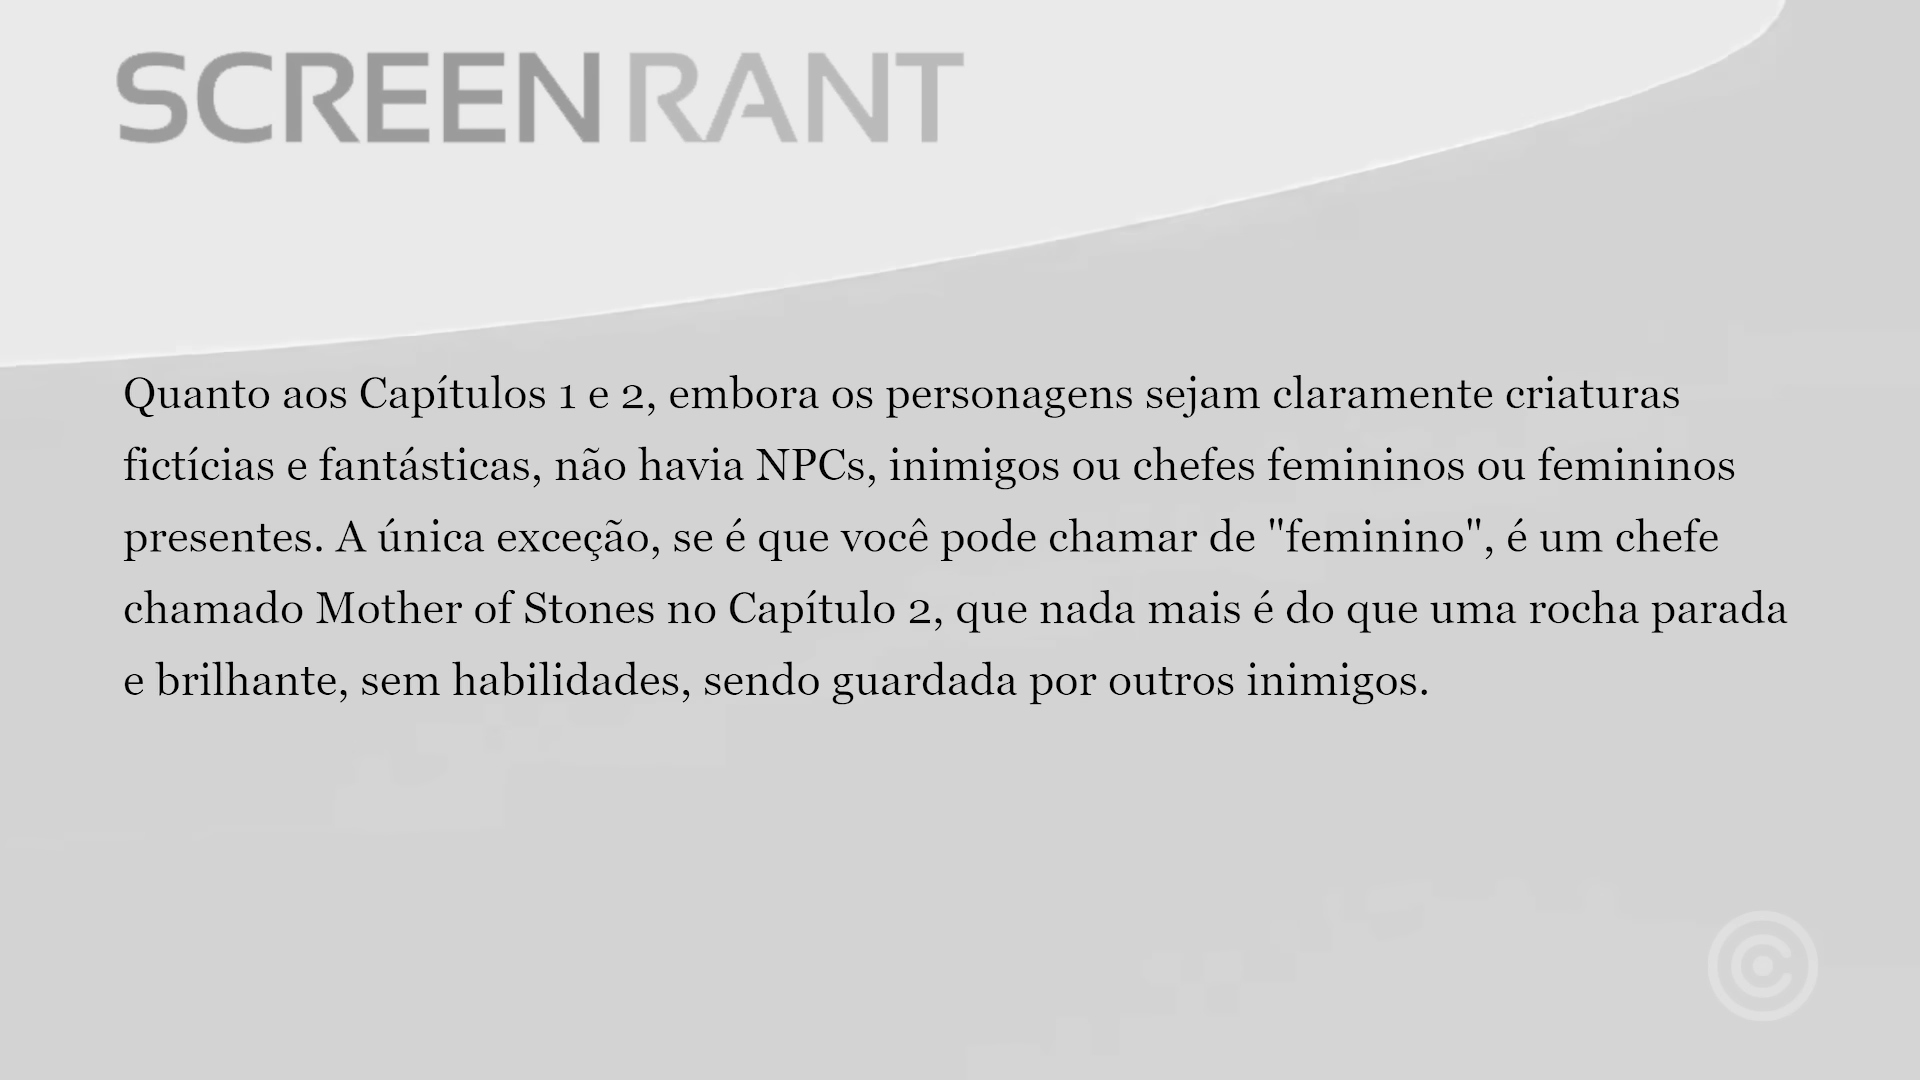 SCREEN RANT
Quanto aos Capítulos 1 e 2, embora os personagens sejam claramente criaturas
fictícias e fantásticas, não havia NPCs, inimigos ou chefes femininos ou femininos
presentes. A única exceção, se é que você pode chamar de "feminino", é um chefe
chamado Mother of Stones no Capítulo 2, que nada mais é do que uma rocha parada
e brilhante, sem habilidades, sendo guardada por outros inimigos.